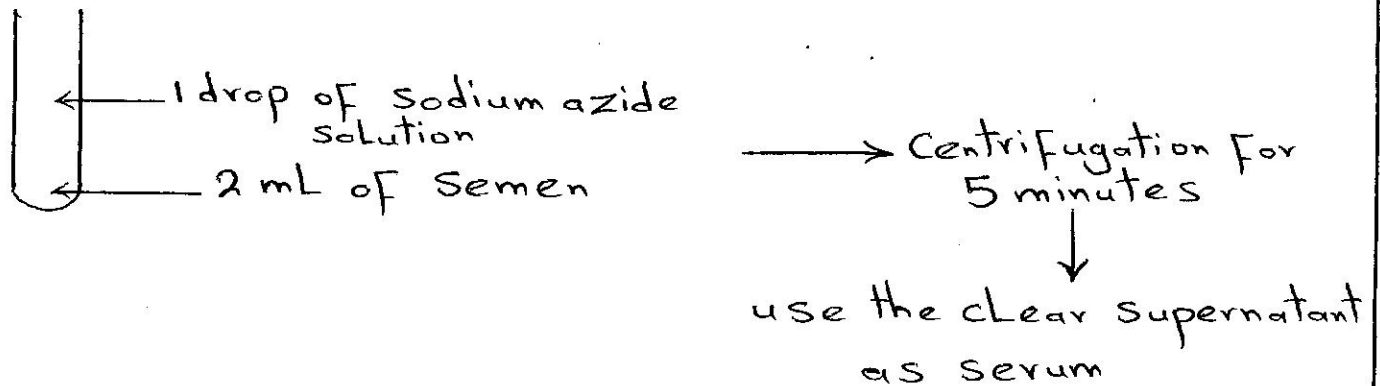 1 drop of sodium azide
solution
2 mL of semen
Centrifugation for
5 minutes
use the clear supernatant
as serum